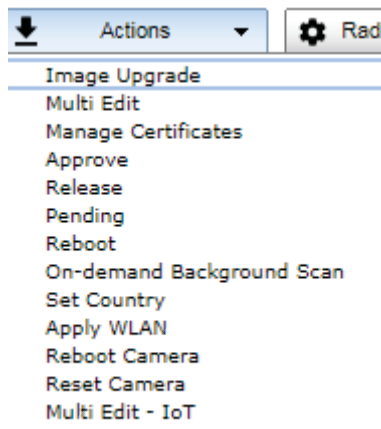 Actions Rad
Image Upgrade
Multi Edit
Manage Certificates
Approve
Release
Pending
Reboot
On-demand Background Scan
Set Country
Apply WLAN
Reboot Camera
Reset Camera
Multi Edit - IoT